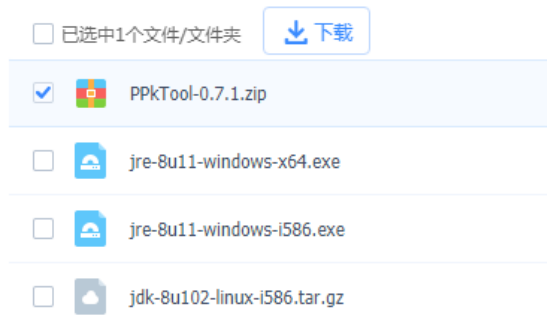 已选中1个文件/文件夹 下载
PPkTool-0.7.1.zip
jre-8u11-windows-x64.exe
jre-8u11-windows-i586.exe
jdk-8u102-linux-i586.tar.gz